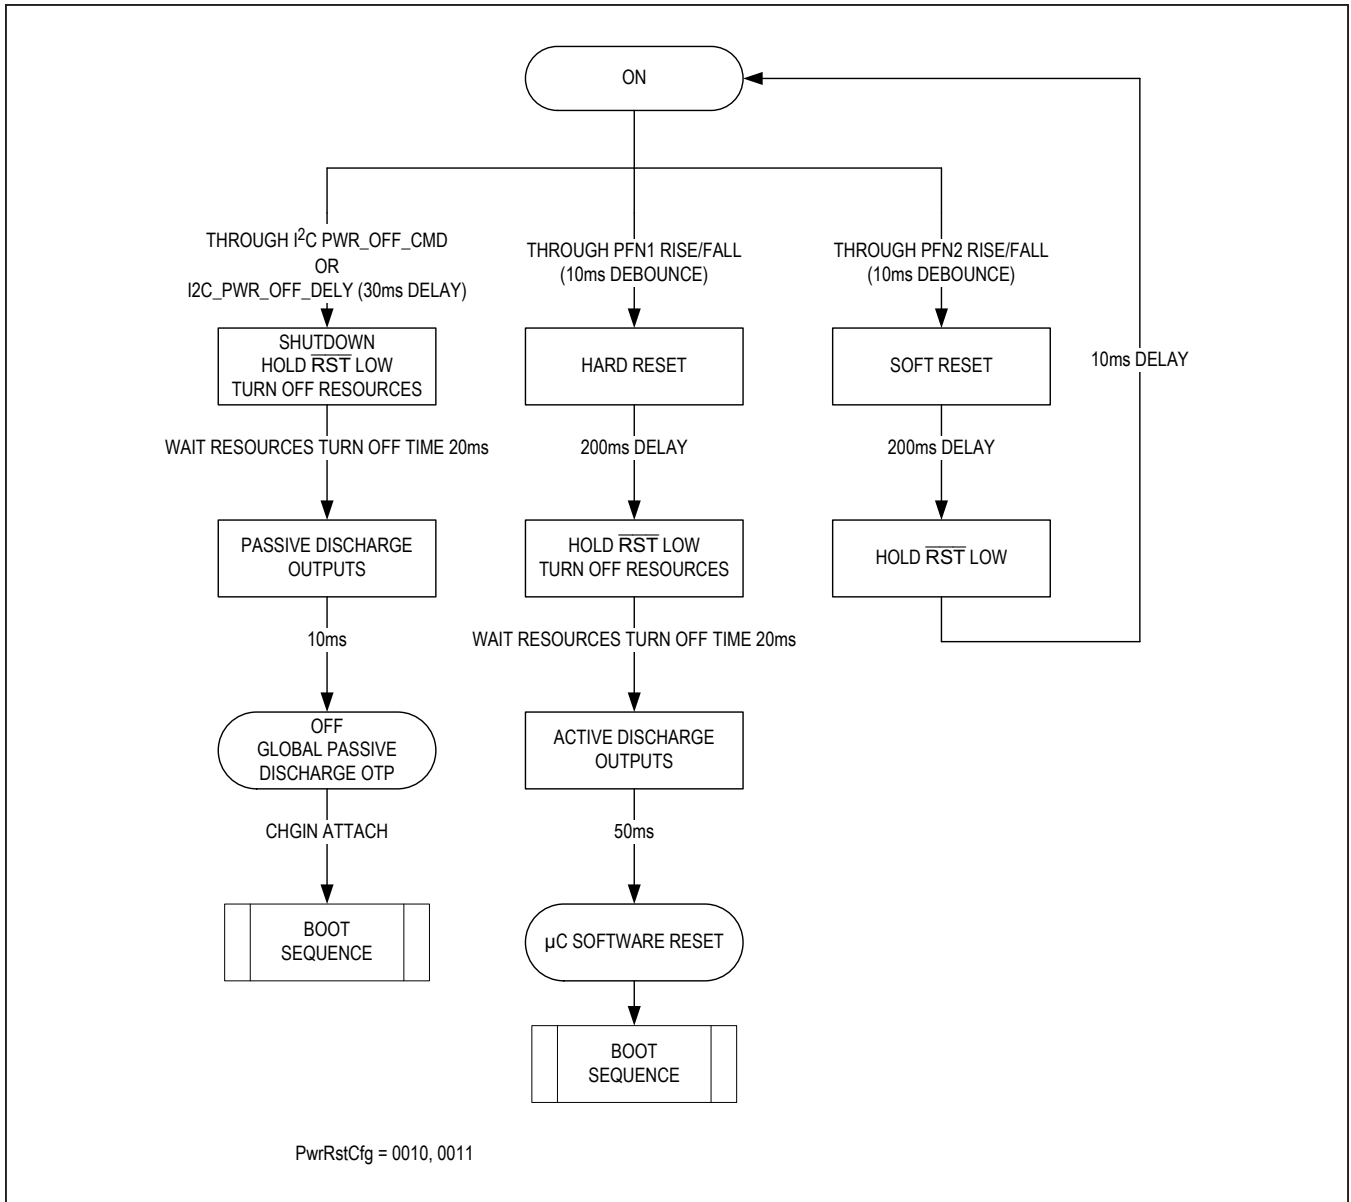 ON
THROUGH I²C PWR_OFF_CMD
OR
I2C_PWR_OFF_DELY (30ms DELAY)
THROUGH PFN1 RISE/FALL
(10ms DEBOUNCE)
THROUGH PFN2 RISE/FALL
(10ms DEBOUNCE)
SHUTDOWN
HOLD R̅S̅T̅ LOW
TURN OFF RESOURCES
HARD RESET
SOFT RESET
10ms DELAY
WAIT RESOURCES TURN OFF TIME 20ms
200ms DELAY
200ms DELAY
PASSIVE DISCHARGE
OUTPUTS
HOLD R̅S̅T̅ LOW
TURN OFF RESOURCES
HOLD R̅S̅T̅ LOW
10ms
WAIT RESOURCES TURN OFF TIME 20ms
OFF
GLOBAL PASSIVE
DISCHARGE OTP
ACTIVE DISCHARGE
OUTPUTS
CHGIN ATTACH
50ms
BOOT
SEQUENCE
µC SOFTWARE RESET
BOOT
SEQUENCE
PwrRstCfg = 0010, 0011